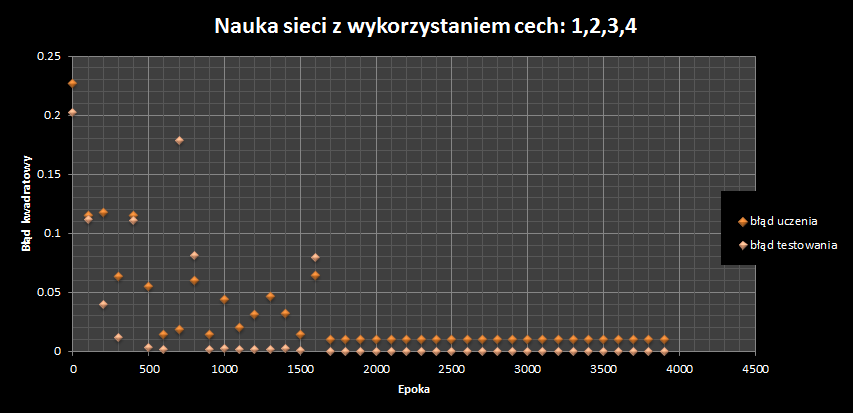 Nauka sieci z wykorzystaniem cech: 1,2,3,4
0.25
0.2
0.15
0.1
0.05
0
Błąd kwadratowy
0 500 1000 1500 2000 2500 3000 3500 4000 4500
Epoka
błąd uczenia
błąd testowania